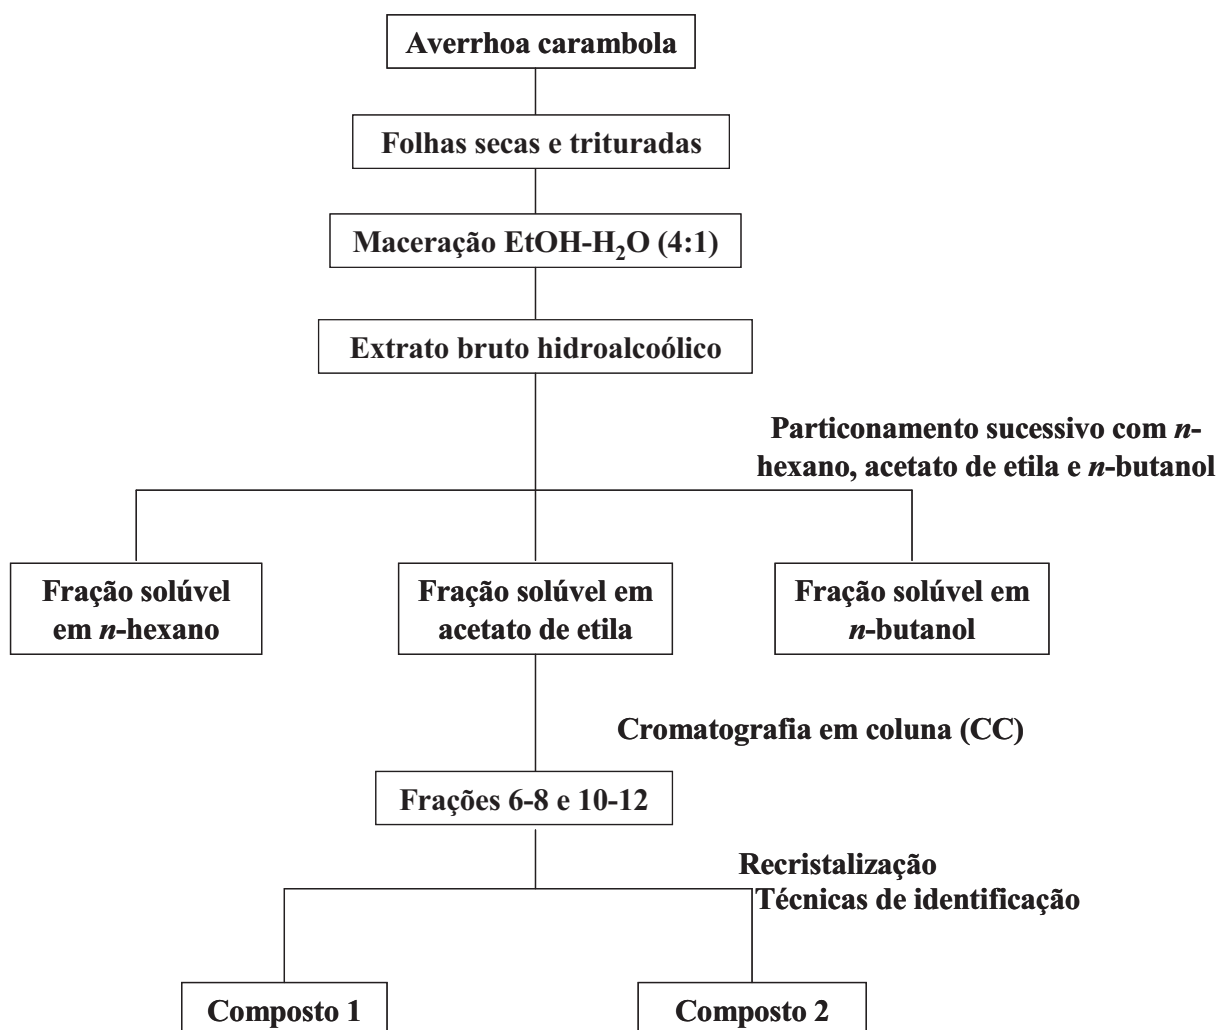 Averrhoa carambola
Folhas secas e trituradas
Maceração EtOH-H₂O (4:1)
Extrato bruto hidroalcoólico
Particonamento sucessivo com n-
hexano, acetato de etila e n-butanol
Fração solúvel
em n-hexano
Fração solúvel em
acetato de etila
Fração solúvel em
n-butanol
Cromatografia em coluna (CC)
Frações 6-8 e 10-12
Recristalização
Técnicas de identificação
Composto 1
Composto 2